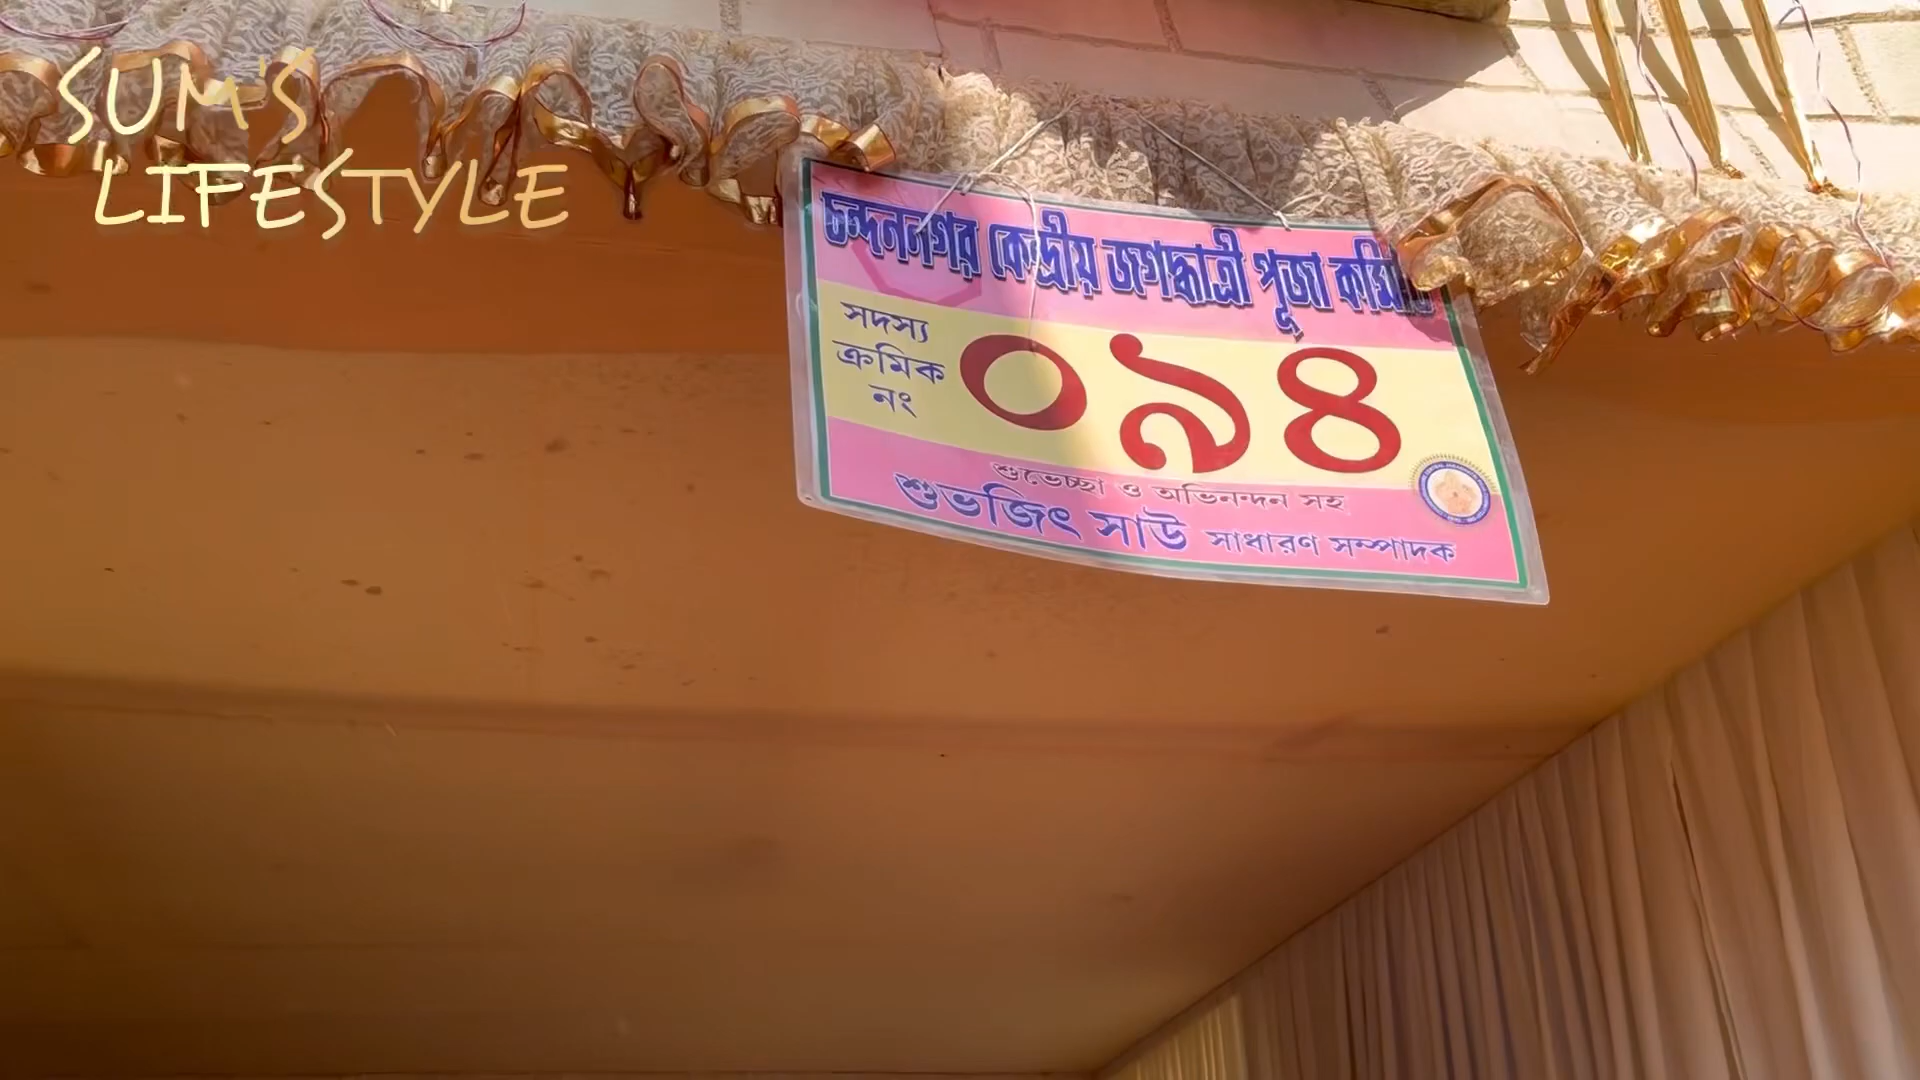 SUM'S
LIFESTYLE
চন্দননগর কেন্দ্রীয় জগদ্ধাত্রী পূজা কমিটি
সদস্য
ক্রমিক
নং
০৯৪
শুভেচ্ছা ও অভিনন্দন সহ
শুভজিৎ সাউ সাধারণ সম্পাদক